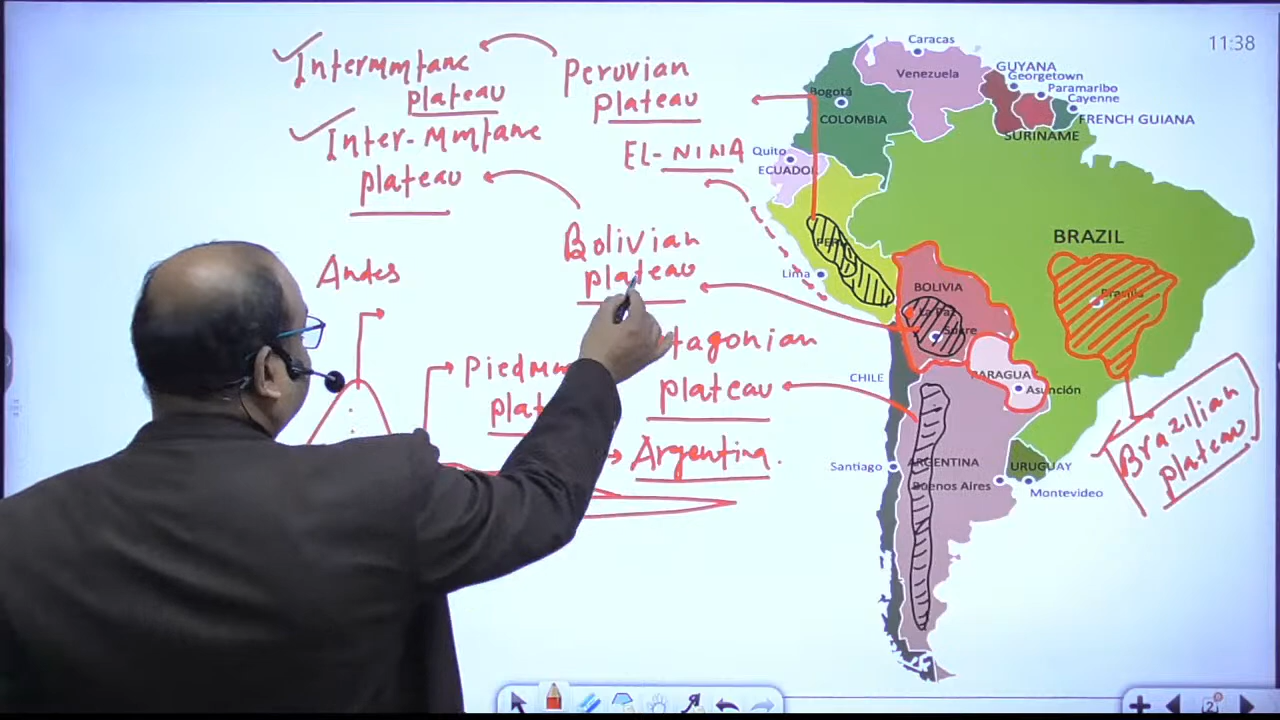 11:38
Intermmtane
plateau
Peruvian
plateau
Inter-Mmtane
plateau
EL-NINA
Bolivian
plateau
Andes
tagonian
plateau
Argentina.
Brazilian
plateau
Caracas
Venezuela
GUYANA
Georgetown
Paramaribo
Cayenne
FRENCH GUIANA
SURINAME
Bogotá
COLOMBIA
Quito
ECUADOR
Lima
BRAZIL
Brasília
BOLIVIA
La Paz
Sucre
PARAGUAY
Asunción
CHILE
Santiago
ARGENTINA
Buenos Aires
URUGUAY
Montevideo
2